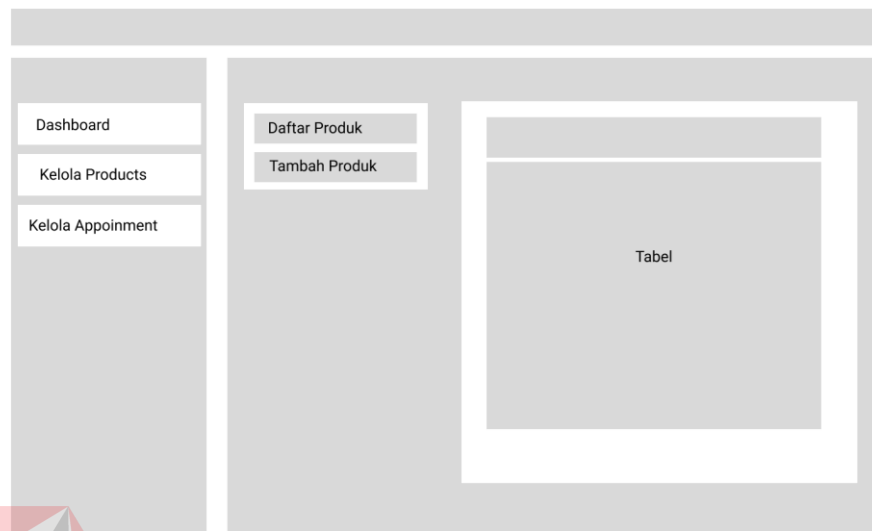 Dashboard
Kelola Products
Kelola Appoinment
Daftar Produk
Tambah Produk
Tabel